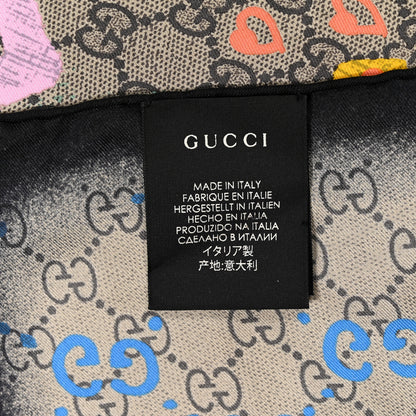 GUCCI
MADE IN ITALY
FABRIQUE EN ITALIE
HERGESTELLT IN ITALIEN
HECHO EN ITALIA
PRODUZIDO NA ITALIA
СДЕЛАНО В ИТАЛИИ
イタリア製
产地:意大利